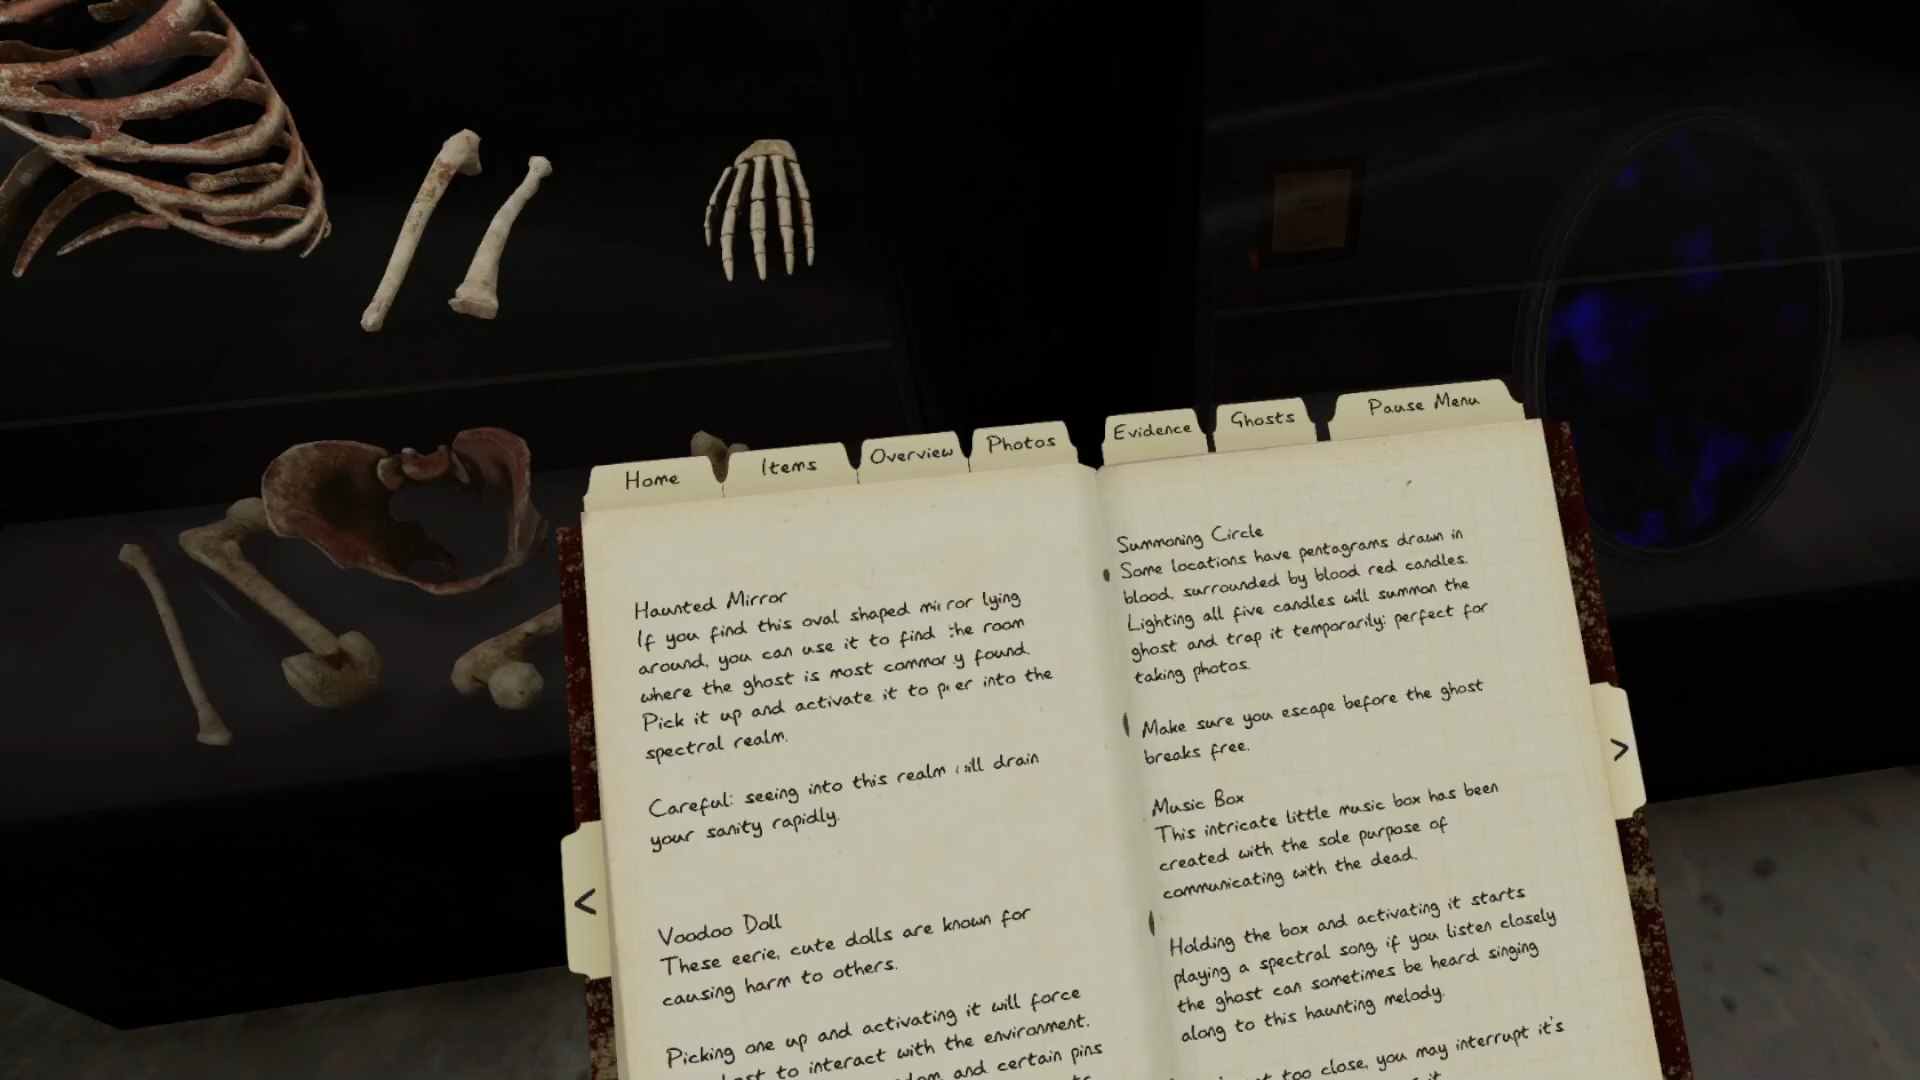 Home
Items
Overview
Photos
Evidence
Ghosts
Pause Menu
Haunted Mirror
If you find this oval shaped mirror lying
around, you can use it to find the room
where the ghost is most commonly found.
Pick it up and activate it to peer into the
spectral realm.
Careful: seeing into this realm will drain
your sanity rapidly.
Voodoo Doll
These eerie, cute dolls are known for
causing harm to others.
Picking one up and activating it will force
to interact with the environment.
and certain pins
<
Summoning Circle
Some locations have pentagrams drawn in
blood, surrounded by blood red candles.
Lighting all five candles will summon the
ghost and trap it temporarily: perfect for
taking photos.
Make sure you escape before the ghost
breaks free.
Music Box
This intricate little music box has been
created with the sole purpose of
communicating with the dead.
Holding the box and activating it starts
playing a spectral song, if you listen closely
the ghost can sometimes be heard singing
along to this haunting melody.
too close, you may interrupt it's
>